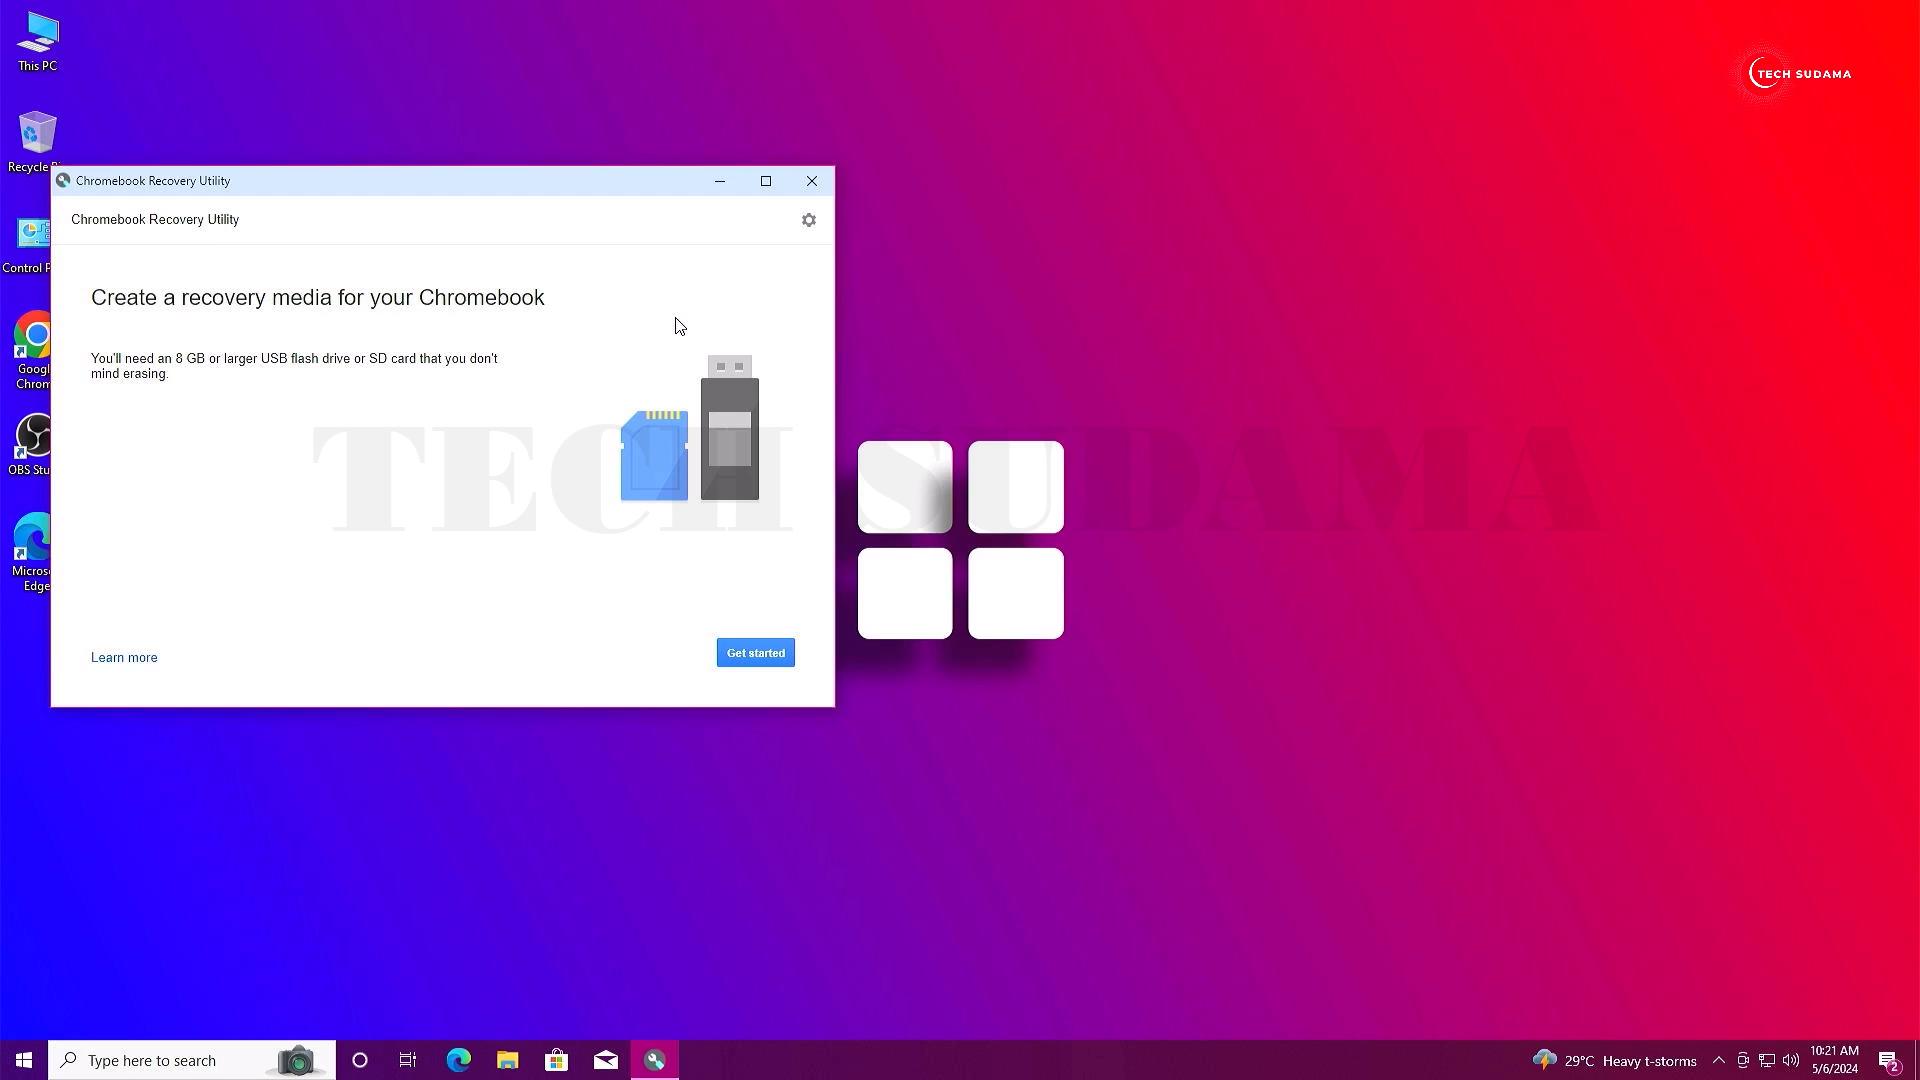 This PC
TECH SUDAMA
Recycle
Chromebook Recovery Utility
Chromebook Recovery Utility
Control P
Create a recovery media for your Chromebook
You'll need an 8 GB or larger USB flash drive or SD card that you don't
mind erasing.
Googl
Chrom
TECH SUDAMA
OBS Stu
Micros
Edge
Learn more
Get started
Type here to search
29°C Heavy t-storms
10:21 AM
5/6/2024
2